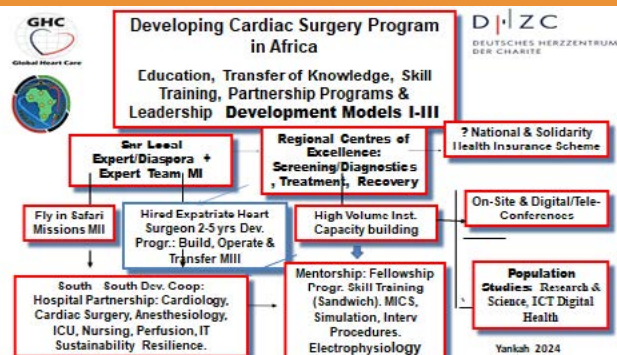 GHC
Global Heart Care
DHZC
DEUTSCHES HERZZENTRUM
DER CHARITÉ
Developing Cardiac Surgery Program
in Africa
Education, Transfer of Knowledge, Skill
Training, Partnership Programs &
Leadership Development Models I-III
Snr Local
Expert/Diaspora +
Expert Team MI
Regional Centres of
Excellence:
Screening/Diagnostics
, Treatment, Recovery
? National & Solidarity
Health Insurance Scheme
Fly in Safari
Missions MII
Hired Expatriate Heart
Surgeon 2-5 yrs Dev.
Progr.: Build, Operate &
Transfer MIII
High Volume Inst.
Capacity building
On-Site & Digital/Tele-
Conferences
South South Dev. Coop:
Hospital Partnership: Cardiology,
Cardiac Surgery, Anesthesiology,
ICU, Nursing, Perfusion, IT
Sustainability Resilience.
Mentorship: Fellowship
Progr. Skill Training
(Sandwich). MICS,
Simulation, Interv
Procedures.
Electrophysiology
Population
Studies: Research &
Science, ICT Digital
Health
Yankah 2024